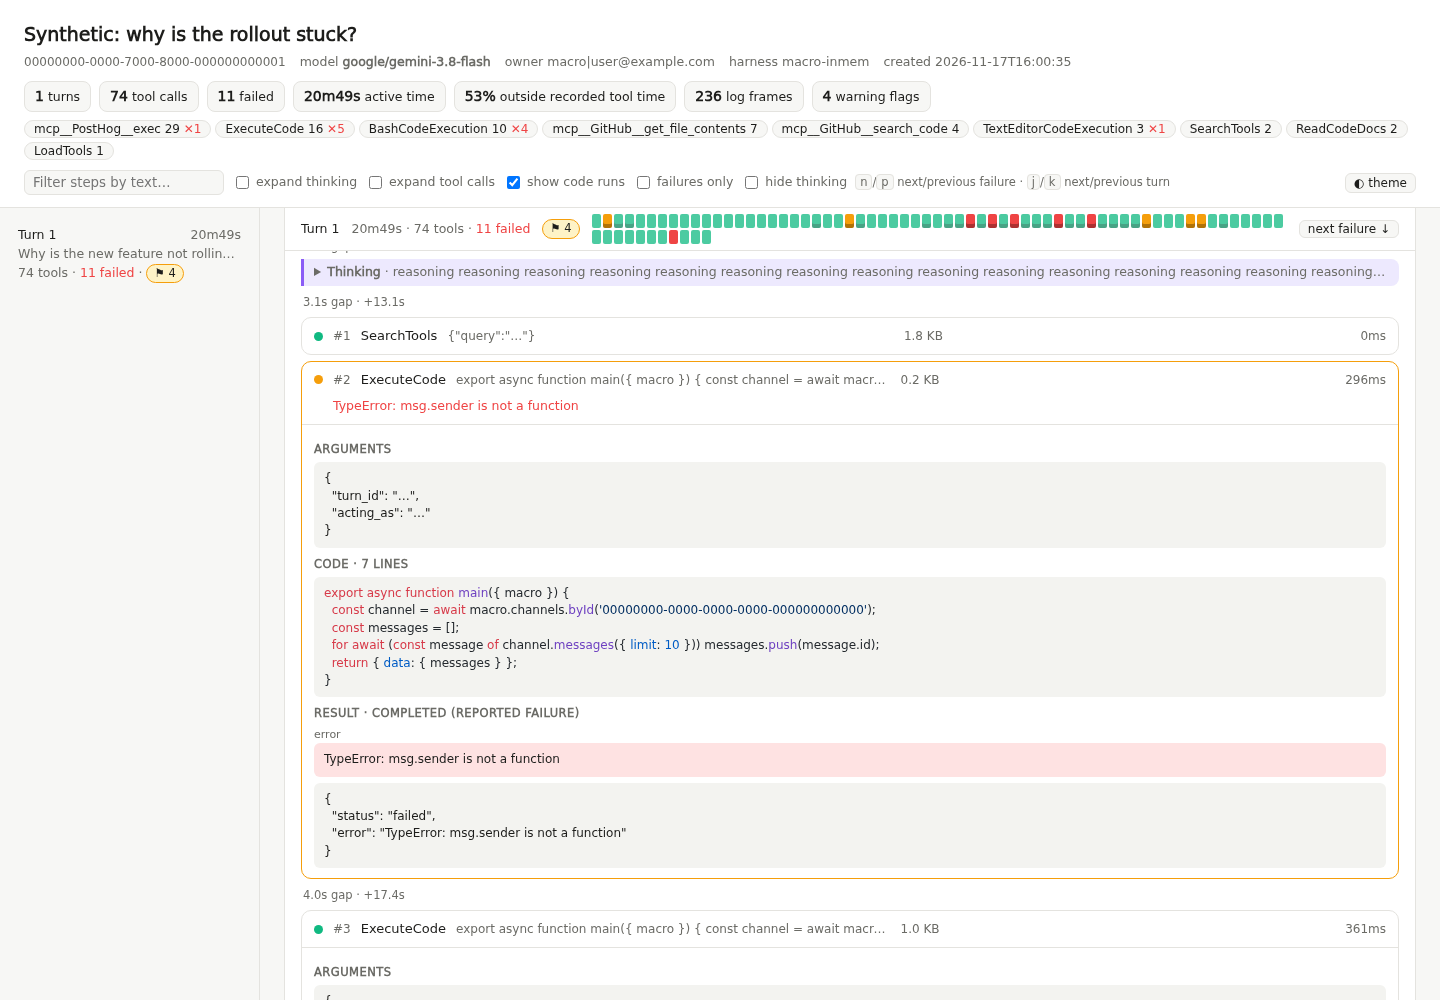 Synthetic: why is the rollout stuck?
00000000-0000-7000-8000-000000000001 model google/gemini-3.8-flash owner macro|user@example.com harness macro-inmem created 2026-11-17T16:00:35
1 turns 74 tool calls 11 failed 20m49s active time 53% outside recorded tool time 236 log frames 4 warning flags
mcp__PostHog__exec 29 ×1 ExecuteCode 16 ×5 BashCodeExecution 10 ×4 mcp__GitHub__get_file_contents 7 mcp__GitHub__search_code 4 TextEditorCodeExecution 3 ×1 SearchTools 2 ReadCodeDocs 2
LoadTools 1
Filter steps by text… expand thinking expand tool calls show code runs failures only hide thinking n/p next/previous failure · j/k next/previous turn ◐ theme
Turn 1 20m49s
Why is the new feature not rollin…
74 tools · 11 failed · ⚑ 4
Turn 1 20m49s · 74 tools · 11 failed ⚑ 4 next failure ↓
▶ Thinking · reasoning reasoning reasoning reasoning reasoning reasoning reasoning reasoning reasoning reasoning reasoning reasoning reasoning reasoning reasoning…
3.1s gap · +13.1s
#1 SearchTools {"query":"…"} 1.8 KB 0ms
#2 ExecuteCode export async function main({ macro }) { const channel = await macr… 0.2 KB 296ms
TypeError: msg.sender is not a function
ARGUMENTS
{
"turn_id": "…",
"acting_as": "…"
}
CODE · 7 LINES
export async function main({ macro }) {
const channel = await macro.channels.byId('00000000-0000-0000-0000-000000000000');
const messages = [];
for await (const message of channel.messages({ limit: 10 })) messages.push(message.id);
return { data: { messages } };
}
RESULT · COMPLETED (REPORTED FAILURE)
error
TypeError: msg.sender is not a function
{
"status": "failed",
"error": "TypeError: msg.sender is not a function"
}
4.0s gap · +17.4s
#3 ExecuteCode export async function main({ macro }) { const channel = await macr… 1.0 KB 361ms
ARGUMENTS
{